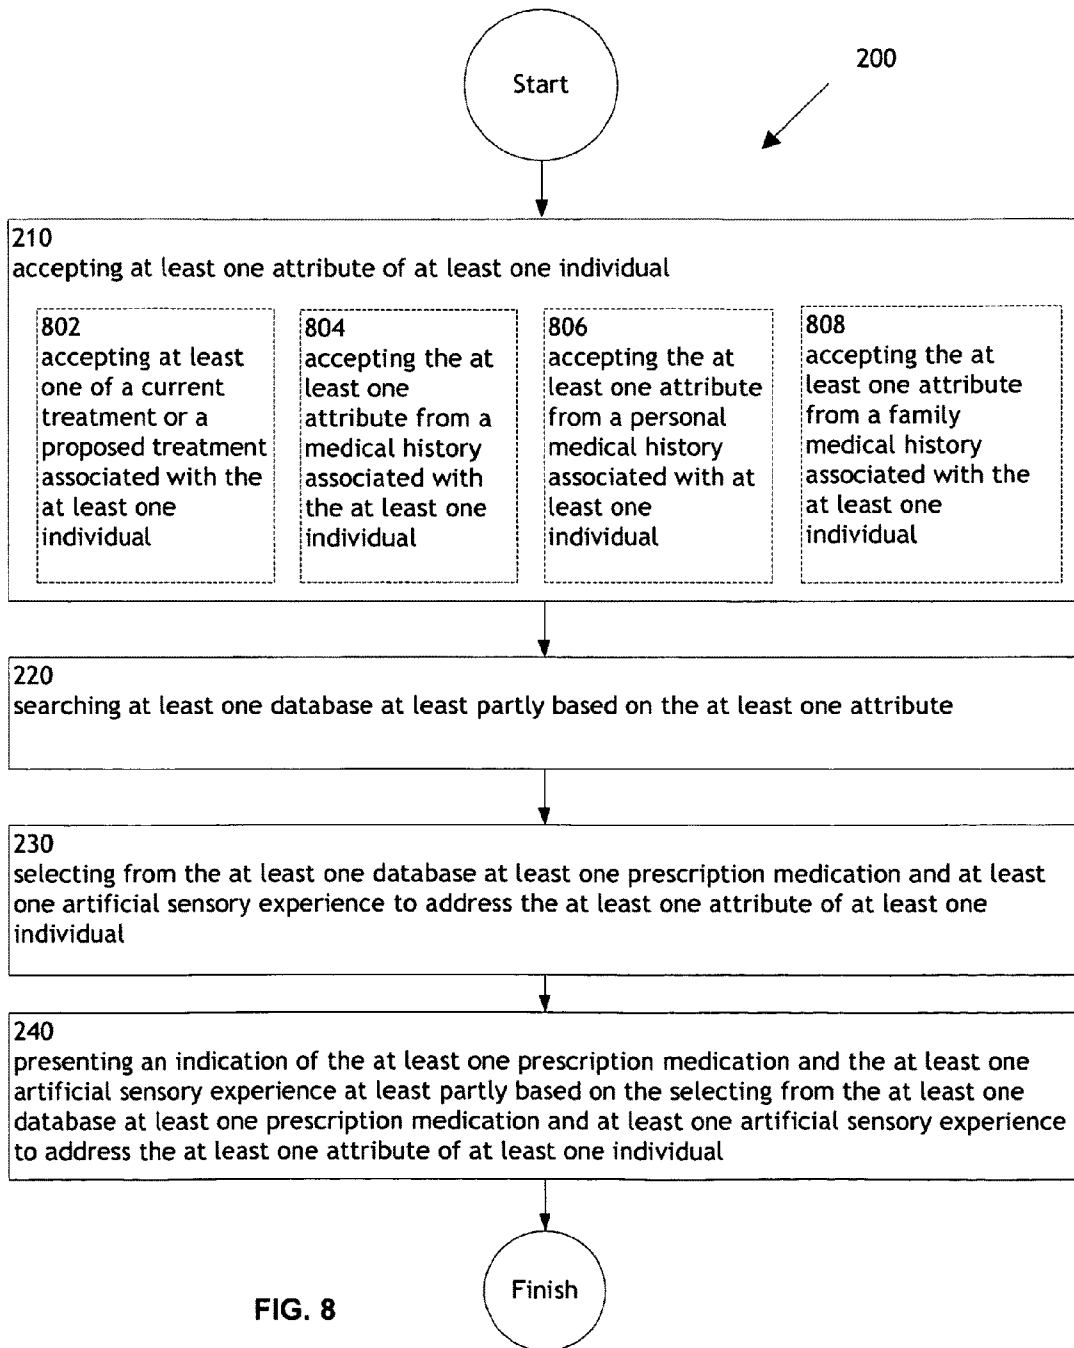 Start
200
210
accepting at least one attribute of at least one individual
802
accepting at least
one of a current
treatment or a
proposed treatment
associated with the
at least one
individual
804
accepting the at
least one
attribute from a
medical history
associated with
the at least one
individual
806
accepting the at
least one attribute
from a personal
medical history
associated with at
least one
individual
808
accepting the at
least one attribute
from a family
medical history
associated with the
at least one
individual
220
searching at least one database at least partly based on the at least one attribute
230
selecting from the at least one database at least one prescription medication and at least
one artificial sensory experience to address the at least one attribute of at least one
individual
240
presenting an indication of the at least one prescription medication and the at least one
artificial sensory experience at least partly based on the selecting from the at least one
database at least one prescription medication and at least one artificial sensory experience
to address the at least one attribute of at least one individual
Finish
FIG. 8